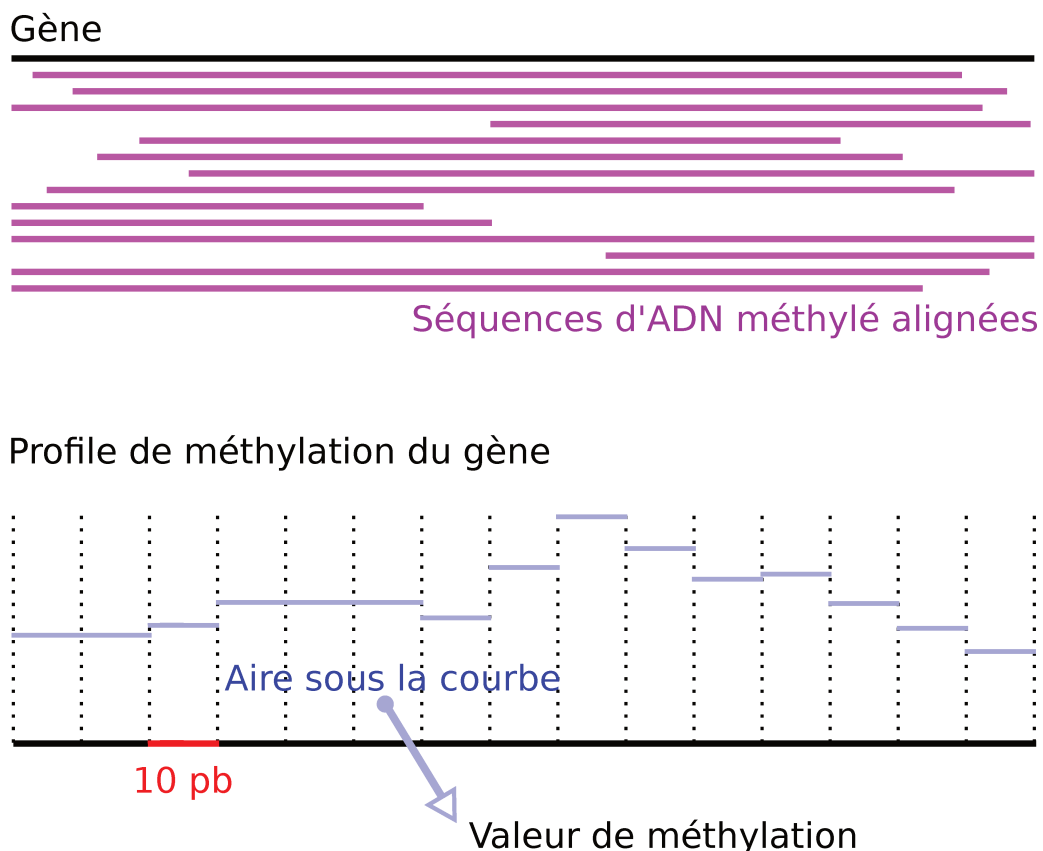 Gène
Séquences d'ADN méthylé alignées
Profile de méthylation du gène
Aire sous la courbe
10 pb
Valeur de méthylation